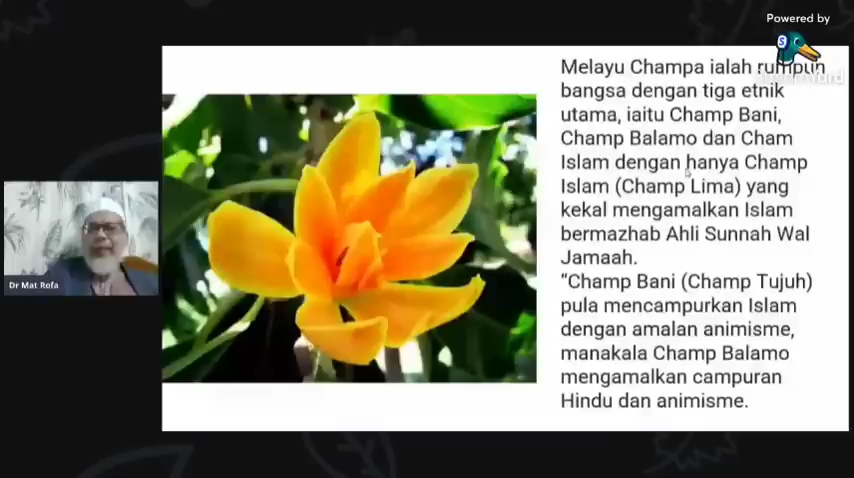 Powered by
Melayu Champa ialah rumpun
bangsa dengan tiga etnik
utama, iaitu Champ Bani,
Champ Balamo dan Cham
Islam dengan hanya Champ
Islam (Champ Lima) yang
kekal mengamalkan Islam
bermazhab Ahli Sunnah Wal
Jamaah.
“Champ Bani (Champ Tujuh)
pula mencampurkan Islam
dengan amalan animisme,
manakala Champ Balamo
mengamalkan campuran
Hindu dan animisme.
Dr Mat Rofa